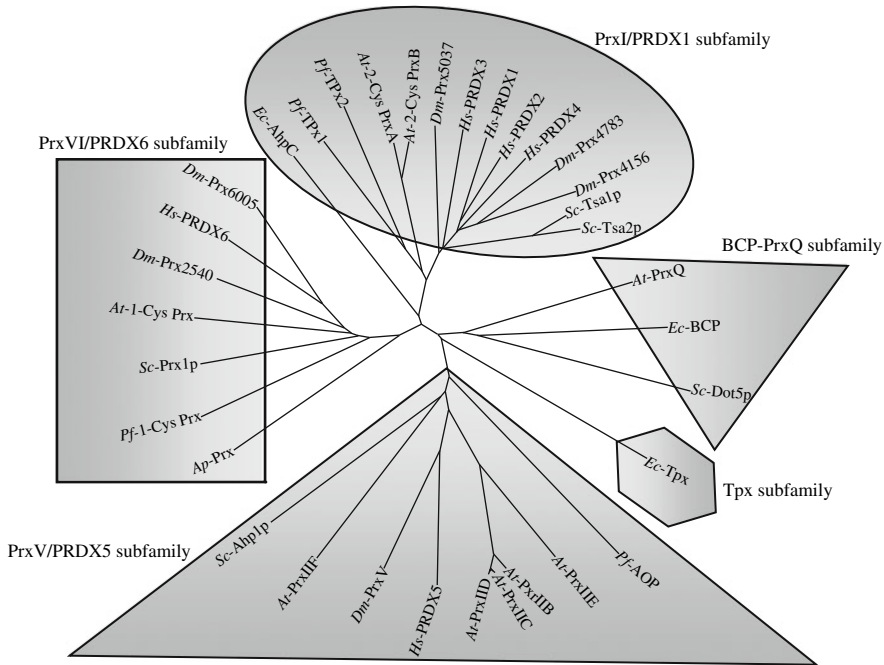 PrxI/PRDX1 subfamily
Ec-AhpC
Pf-TPx1
Pf-TPx2
At-2-Cys PrxA
At-2-Cys PrxB
Dm-Prx5037
Hs-PRDX3
Hs-PRDX1
Hs-PRDX2
Hs-PRDX4
Dm-Prx4783
Dm-Prx4156
Sc-Tsa1p
Sc-Tsa2p
PrxVI/PRDX6 subfamily
Dm-Prx6005
Hs-PRDX6
Dm-Prx2540
At-1-Cys Prx
Sc-Prx1p
Pf-1-Cys Prx
Ap-Prx
BCP-PrxQ subfamily
At-PrxQ
Ec-BCP
Sc-Dot5p
Ec-Tpx
Tpx subfamily
PrxV/PRDX5 subfamily
Sc-Ahp1p
At-PrxIIF
Dm-PrxV
Hs-PRDX5
At-PrxIID
At-PrxIIC
At-PxrIIB
At-PrxIIE
Pf-AOP